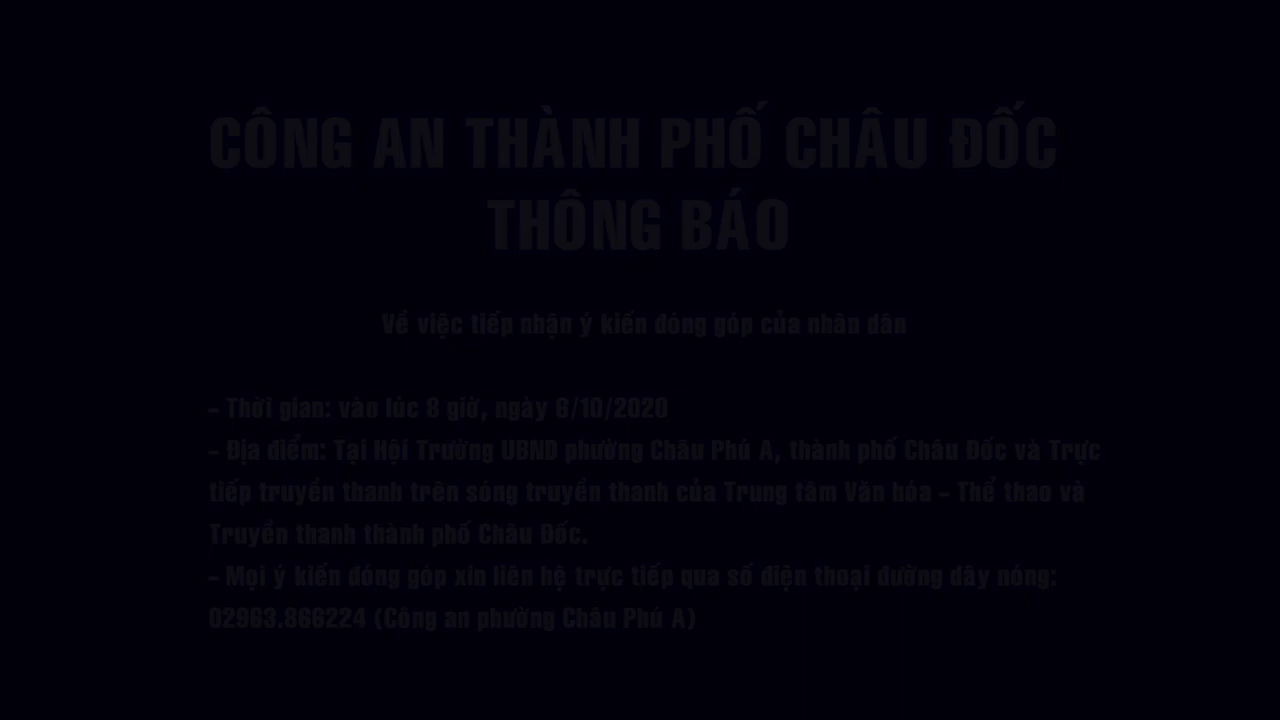 CÔNG AN THÀNH PHỐ CHÂU ĐỐC
THÔNG BÁO
Về việc tiếp nhận ý kiến đóng góp của nhân dân
- Thời gian: vào lúc 8 giờ, ngày 6/10/2020
- Địa điểm: Tại Hội Trường UBND phường Châu Phú A, thành phố Châu Đốc và Trực
tiếp truyền thanh trên sóng truyền thanh của Trung tâm Văn hóa - Thể thao và
Truyền thanh thành phố Châu Đốc.
- Mọi ý kiến đóng góp xin liên hệ trực tiếp qua số điện thoại đường dây nóng:
02963.866224 (Công an phường Châu Phú A)